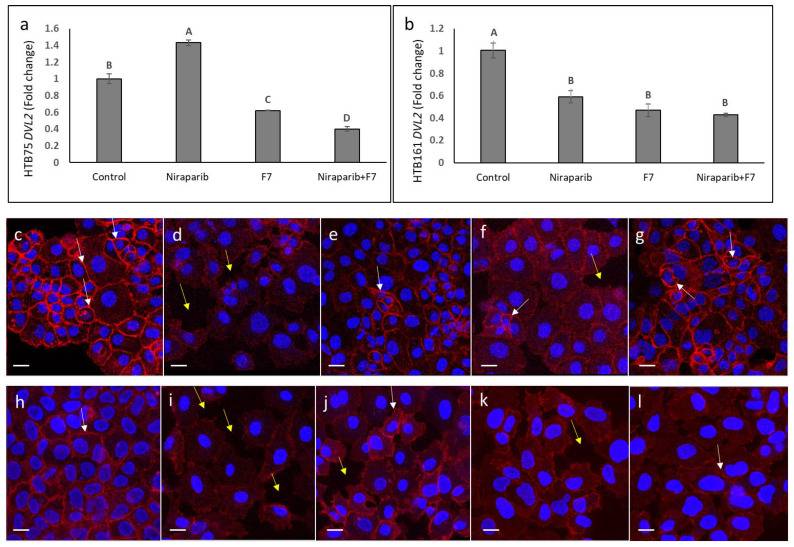 a
HTB75 DVL2 (Fold change)
1.6
1.4
1.2
1
0.8
0.6
0.4
0.2
0
B
A
C
D
Control Niraparib F7 Niraparib+F7
b
HTB161 DVL2 (Fold change)
1.2
1
0.8
0.6
0.4
0.2
0
A
B
B
B
Control Niraparib F7 Niraparib+F7
c d e f g
h i j k l